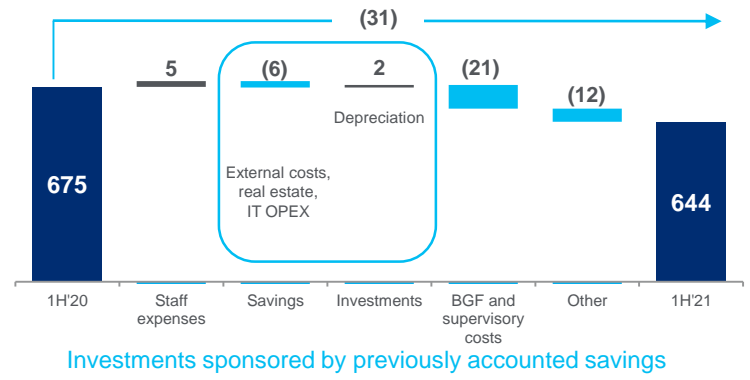 (31)
5
(6)
2
(21)
(12)
Depreciation
External costs,
real estate,
IT OPEX
675
644
1H'20
Staff
expenses
Savings
Investments
BGF and
supervisory
costs
Other
1H'21
Investments sponsored by previously accounted savings